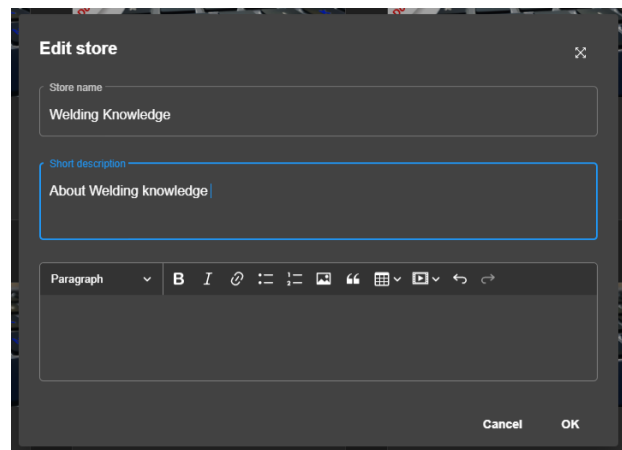 Edit store
Store name
Welding Knowledge
Short description
About Welding knowledge
Paragraph
B I
Cancel OK